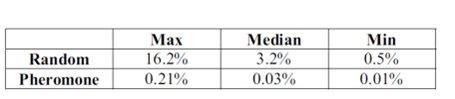 Max Median Min
Random 16.2% 3.2% 0.5%
Pheromone 0.21% 0.03% 0.01%